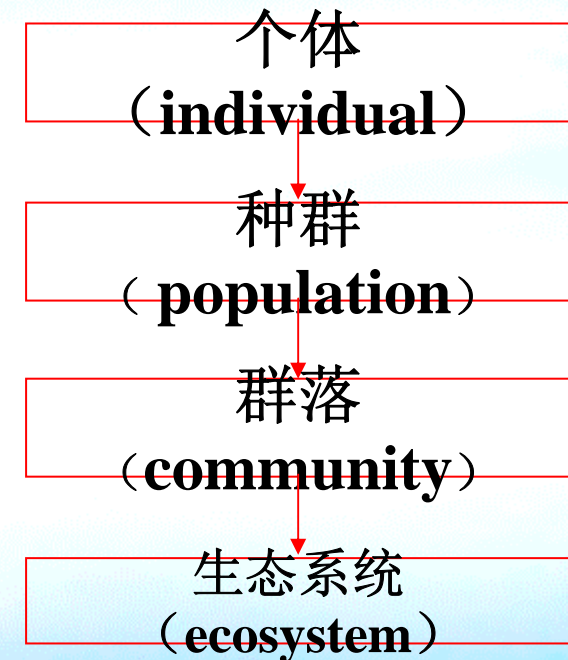 个体
（individual）
种群
（ population）
群落
（community）
生态系统
（ecosystem）